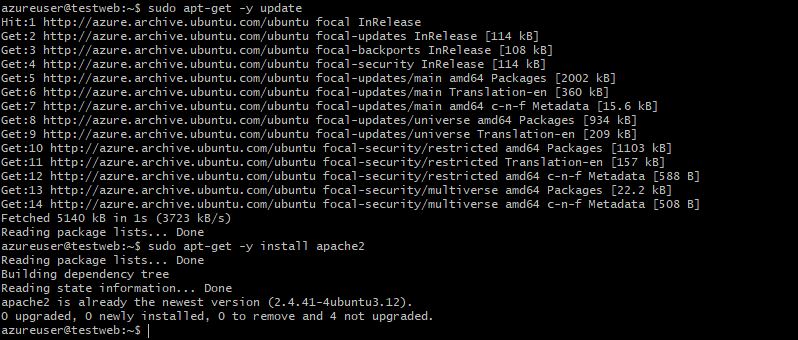 azureuser@testweb:~$ sudo apt-get -y update
Hit:1 http://azure.archive.ubuntu.com/ubuntu focal InRelease
Get:2 http://azure.archive.ubuntu.com/ubuntu focal-updates InRelease [114 kB]
Get:3 http://azure.archive.ubuntu.com/ubuntu focal-backports InRelease [108 kB]
Get:4 http://azure.archive.ubuntu.com/ubuntu focal-security InRelease [114 kB]
Get:5 http://azure.archive.ubuntu.com/ubuntu focal-updates/main amd64 Packages [2002 kB]
Get:6 http://azure.archive.ubuntu.com/ubuntu focal-updates/main Translation-en [360 kB]
Get:7 http://azure.archive.ubuntu.com/ubuntu focal-updates/main amd64 c-n-f Metadata [15.6 kB]
Get:8 http://azure.archive.ubuntu.com/ubuntu focal-updates/universe amd64 Packages [934 kB]
Get:9 http://azure.archive.ubuntu.com/ubuntu focal-updates/universe Translation-en [209 kB]
Get:10 http://azure.archive.ubuntu.com/ubuntu focal-security/restricted amd64 Packages [1103 kB]
Get:11 http://azure.archive.ubuntu.com/ubuntu focal-security/restricted Translation-en [157 kB]
Get:12 http://azure.archive.ubuntu.com/ubuntu focal-security/restricted amd64 c-n-f Metadata [588 B]
Get:13 http://azure.archive.ubuntu.com/ubuntu focal-security/multiverse amd64 Packages [22.2 kB]
Get:14 http://azure.archive.ubuntu.com/ubuntu focal-security/multiverse amd64 c-n-f Metadata [508 B]
Fetched 5140 kB in 1s (3723 kB/s)
Reading package lists... Done
azureuser@testweb:~$ sudo apt-get -y install apache2
Reading package lists... Done
Building dependency tree
Reading state information... Done
apache2 is already the newest version (2.4.41-4ubuntu3.12).
0 upgraded, 0 newly installed, 0 to remove and 4 not upgraded.
azureuser@testweb:~$